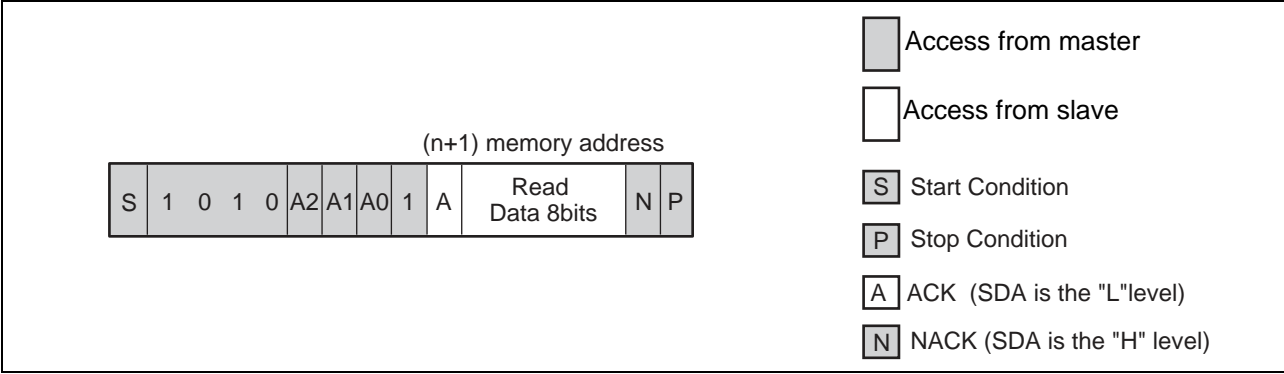 (n+1) memory address
S 1 0 1 0 A2 A1 A0 1 A Read Data 8bits N P
Access from master
Access from slave
S Start Condition
P Stop Condition
A ACK (SDA is the "L"level)
N NACK (SDA is the "H" level)